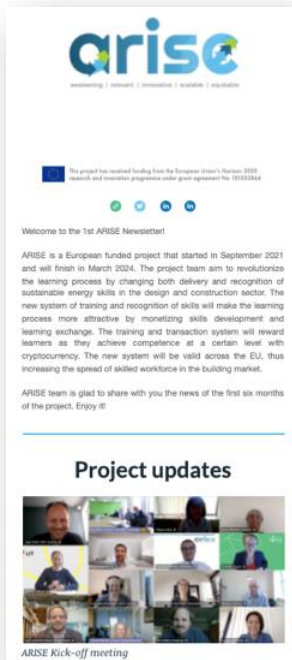 arise
awakening | relevant | innovative | scalable | equitable
This project has received funding from the European Union's Horizon 2020
research and innovation programme under grant agreement No
Welcome to the 1st ARISE Newsletter!
ARISE is a European funded project that started in September 2021
and will finish in March 2024. The project team aim to revolutionize
the learning process by changing both delivery and recognition of
sustainable energy skills in the design and construction sector. The
new system of training and recognition of skills will make the learning
process more attractive by monetizing skills development and
learning exchange. The training and transaction system will reward
learners as they achieve competence at a certain level with
cryptocurrency. The new system will be valid across the EU, thus
increasing the spread of skilled workforce in the building market.
ARISE team is glad to share with you the news of the first six months
of the project. Enjoy it!
Project updates
arise
ARISE Kick-off meeting